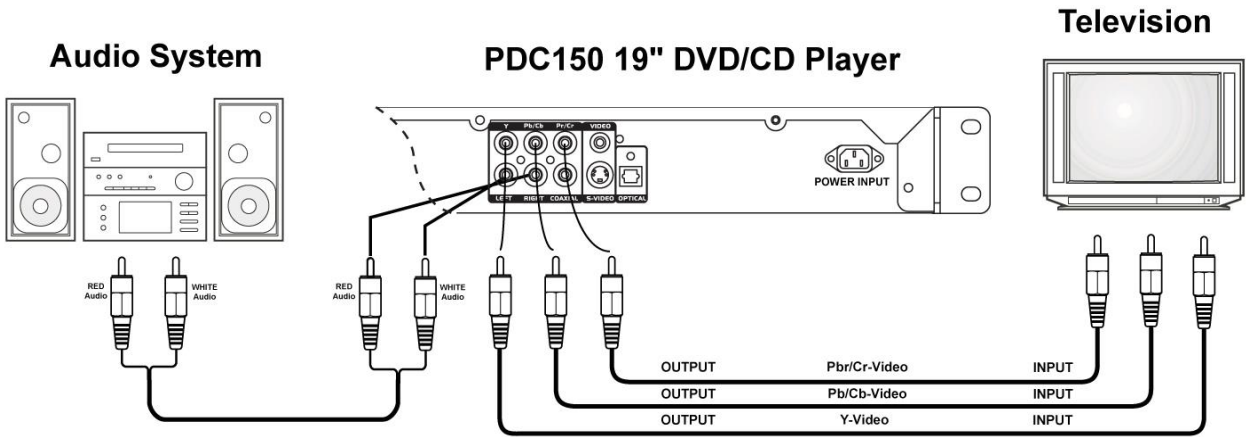 Television
Audio System
PDC150 19" DVD/CD Player
Y Pb/Cb Pr/Cr VIDEO
POWER INPUT
LEFT RIGHT COAXIAL S-VIDEO OPTICAL
RED
Audio
WHITE
Audio
RED
Audio
WHITE
Audio
OUTPUT Pbr/Cr-Video INPUT
OUTPUT Pb/Cb-Video INPUT
OUTPUT Y-Video INPUT